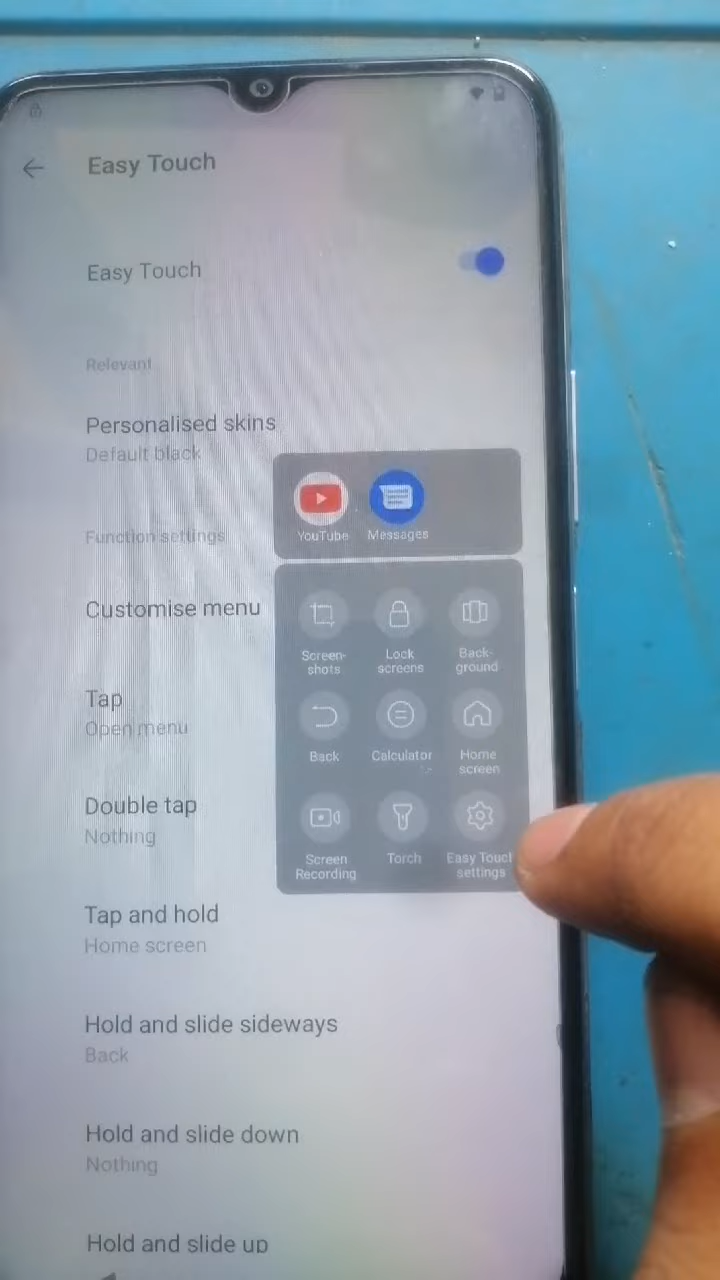 Easy Touch
Easy Touch
Relevant
Personalised skins
Default black
Function settings
Customise menu
Tap
Open menu
Double tap
Nothing
Tap and hold
Home screen
Hold and slide sideways
Back
Hold and slide down
Nothing
Hold and slide up
YouTube
Messages
Screen-
shots
Lock
screens
Back-
ground
Back
Calculator
Home
screen
Screen
Recording
Torch
Easy Touch
settings